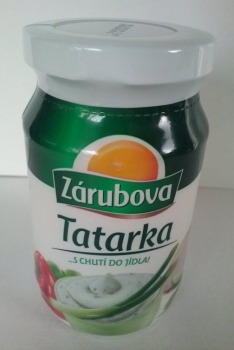 Zárubova
Tatarka
...S CHUTÍ DO JÍDLA!